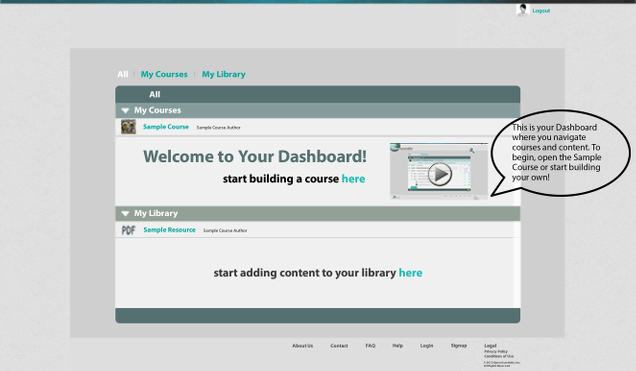 Logout
All My Courses My Library
All
My Courses
Sample Course Sample Course Author
Welcome to Your Dashboard!
start building a course here
This is your Dashboard
where you navigate
courses and content. To
begin, open the Sample
Course or start building
your own!
My Library
PDF Sample Resource Sample Course Author
start adding content to your library here
About Us Contact FAQ Help Login Signup Legal
Privacy Policy
Conditions of Use
All Rights Reserved